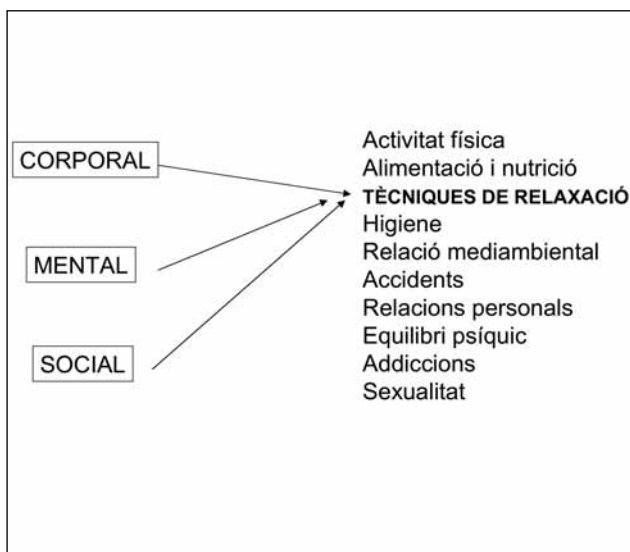 CORPORAL
MENTAL
SOCIAL
Activitat física
Alimentació i nutrició
TÈCNIQUES DE RELAXACIÓ
Higiene
Relació mediambiental
Accidents
Relacions personals
Equilibri psíquic
Addiccions
Sexualitat